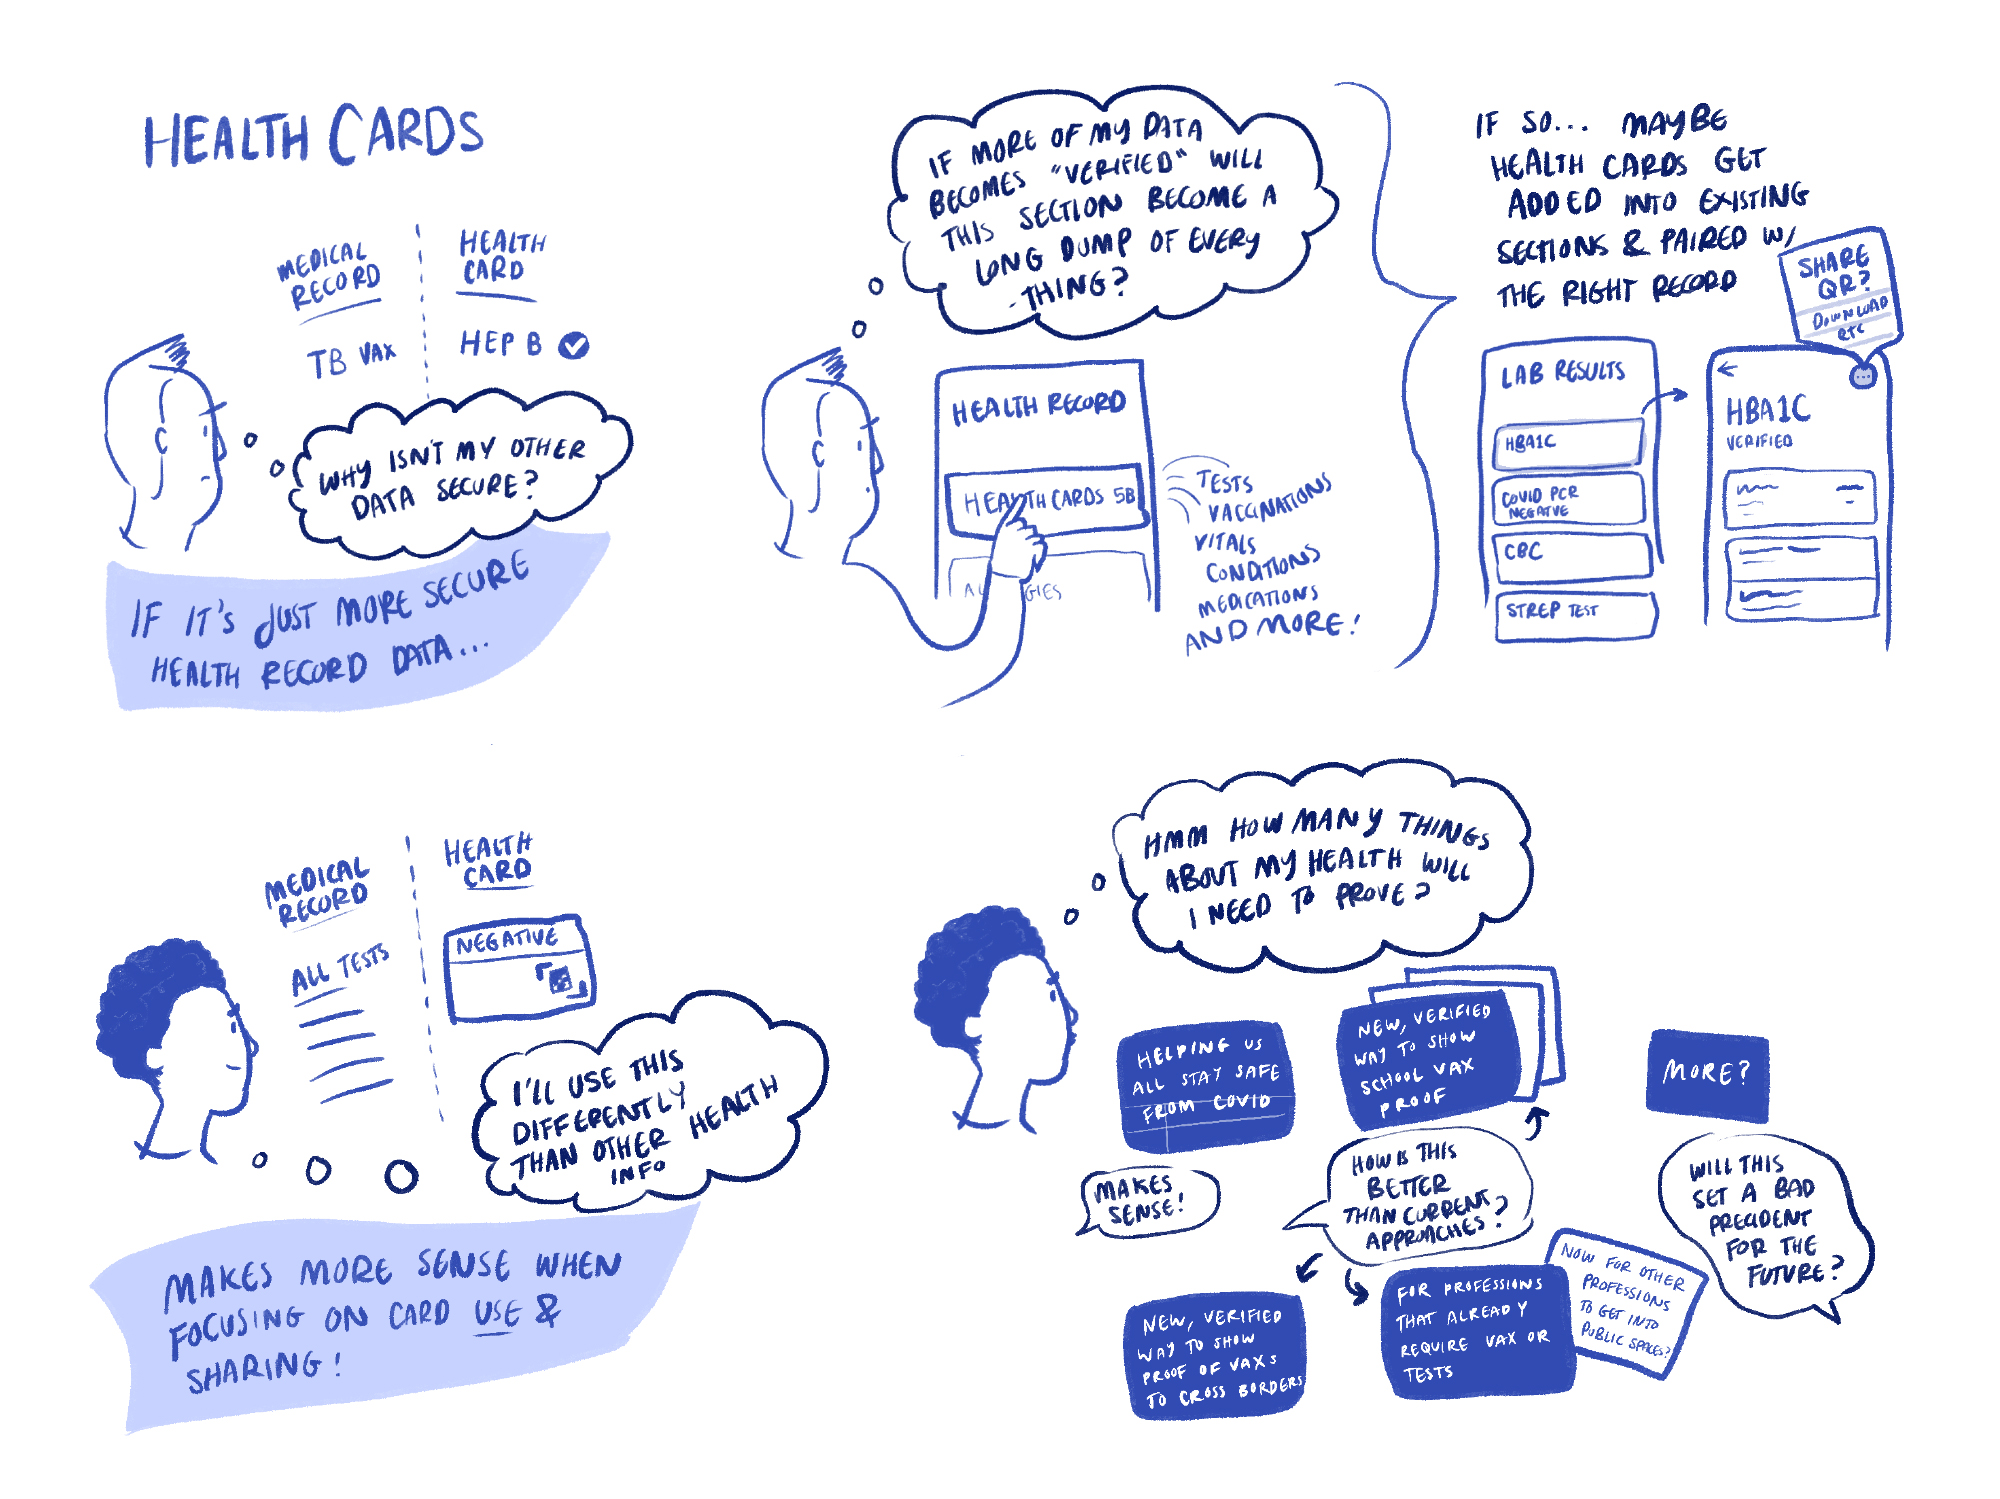 HEALTH CARDS
MEDICAL
RECORD
HEALTH
CARD
TB VAX
HEP B
WHY ISN'T MY OTHER
DATA SECURE?
IF IT'S JUST MORE SECURE
HEALTH RECORD DATA...
IF MORE OF MY DATA
BECOMES "VERIFIED" WILL
THIS SECTION BECOME A
LONG DUMP OF EVERY
-THING?
HEALTH RECORD
HEALTH CARDS 5B
TESTS
VACCINATIONS
VITALS
CONDITIONS
MEDICATIONS
AND MORE!
IF SO... MAYBE
HEALTH CARDS GET
ADDED INTO EXISTING
SECTIONS & PAIRED W/
THE RIGHT RECORD
SHARE
QR?
DOWNLOAD
ETC
LAB RESULTS
HBA1C
COVID PCR
NEGATIVE
CBC
STREP TEST
HBA1C
VERIFIED
MEDICAL
RECORD
HEALTH
CARD
ALL TESTS
NEGATIVE
I'LL USE THIS
DIFFERENTLY
THAN OTHER HEALTH
INFO
MAKES MORE SENSE WHEN
FOCUSING ON CARD USE &
SHARING!
HMM HOW MANY THINGS
ABOUT MY HEALTH WILL
I NEED TO PROVE?
HELPING US
ALL STAY SAFE
FROM COVID
MAKES
SENSE!
NEW, VERIFIED
WAY TO SHOW
SCHOOL VAX
PROOF
MORE?
HOW IS THIS
BETTER
THAN CURRENT
APPROACHES?
WILL THIS
SET A BAD
PRECIDENT
FOR THE
FUTURE?
NEW, VERIFIED
WAY TO SHOW
PROOF OF VAXS
TO CROSS BORDERS
FOR PROFESSIONS
THAT ALREADY
REQUIRE VAX OR
TESTS
NOW FOR OTHER
PROFESSIONS
TO GET INTO
PUBLIC SPACES?